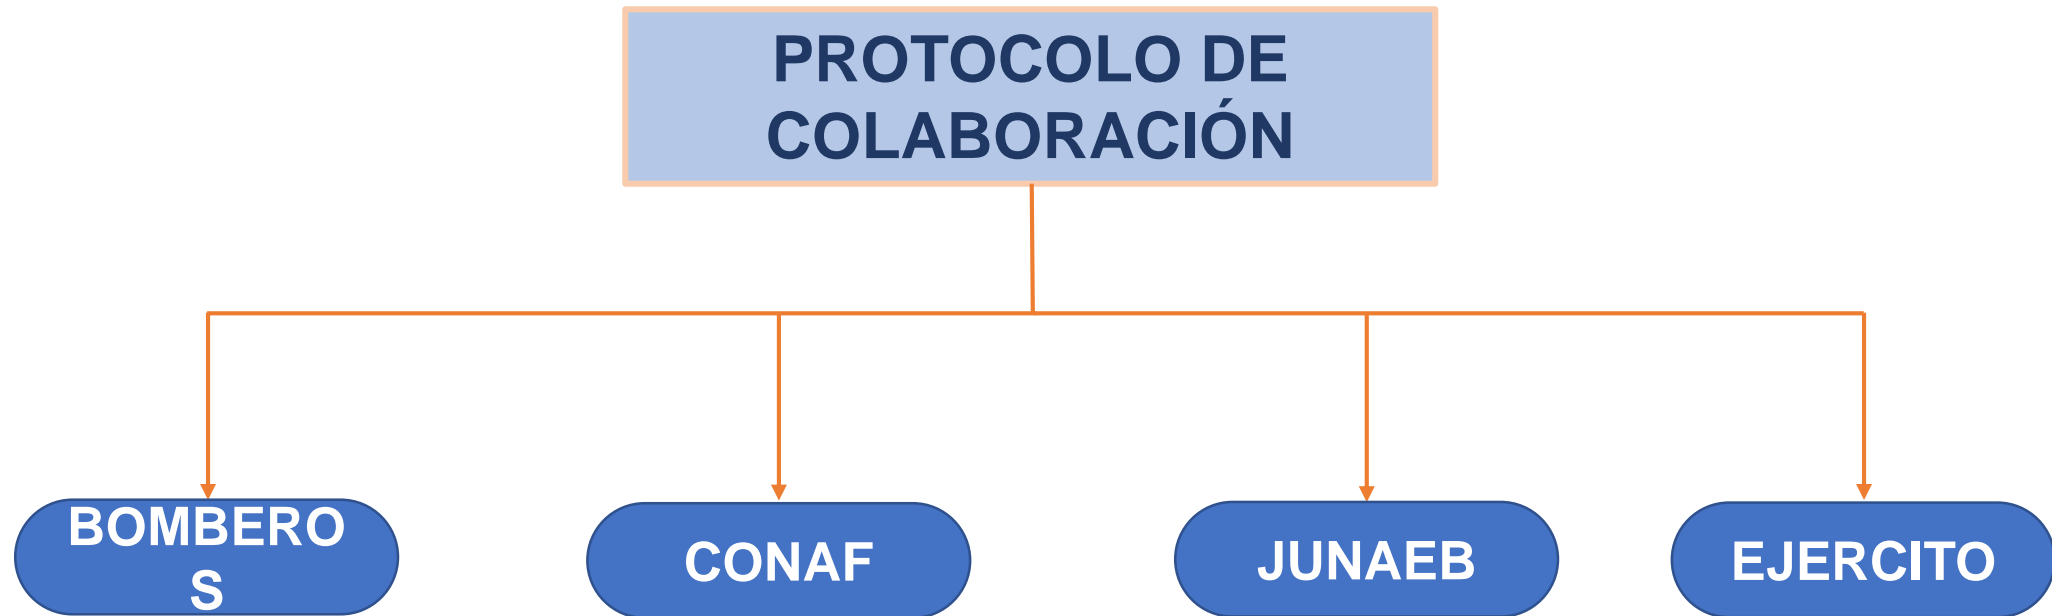 PROTOCOLO DE
COLABORACIÓN
BOMBERO
S
CONAF
JUNAEB
EJERCITO